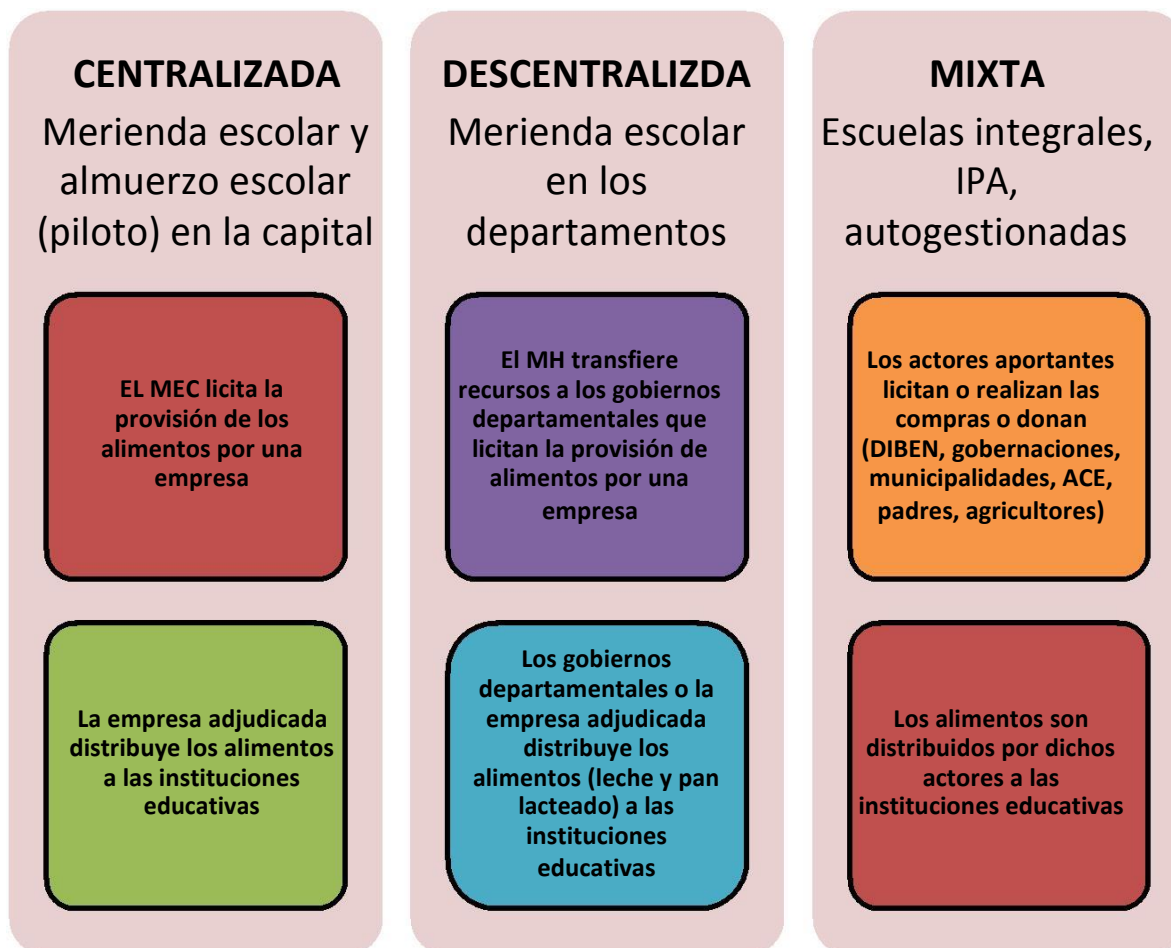 CENTRALIZADA
Merienda escolar y
almuerzo escolar
(piloto) en la capital
EL MEC licita la
provisión de los
alimentos por una
empresa
La empresa adjudicada
distribuye los alimentos
a las instituciones
educativas
DESCENTRALIZDA
Merienda escolar
en los
departamentos
El MH transfiere
recursos a los gobiernos
departamentales que
licitan la provisión de
alimentos por una
empresa
Los gobiernos
departamentales o la
empresa adjudicada
distribuye los
alimentos (leche y pan
lacteado) a las
instituciones
educativas
MIXTA
Escuelas integrales,
IPA,
autogestionadas
Los actores aportantes
licitan o realizan las
compras o donan
(DIBEN, gobernaciones,
municipalidades, ACE,
padres, agricultores)
Los alimentos son
distribuidos por dichos
actores a las
instituciones educativas